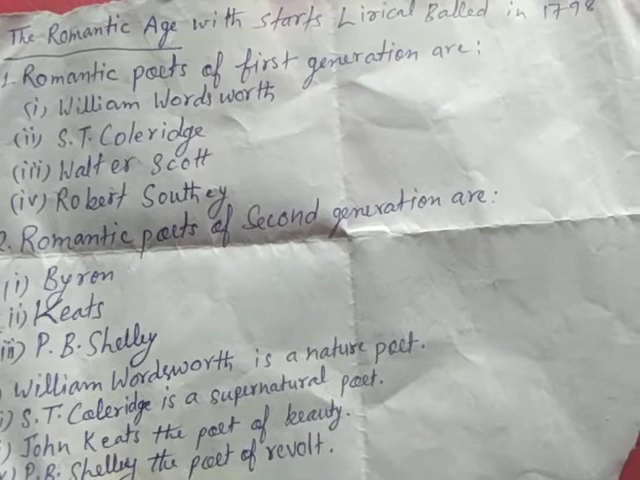 The Romantic Age with starts Lirical Balled in 1798
1. Romantic poets of first generation are:
(i) William Wordsworth
(ii) S.T. Coleridge
(iii) Walter Scott
(iv) Robert Southey
2. Romantic poets of Second generation are:
(i) Byron
(ii) Keats
(iii) P.B. Shelly
) William Wordsworth is a nature poet.
i) S.T. Coleridge is a supernatural poet.
i) John Keats the poet of beauty.
v) P.B. Shelley the poet of revolt.